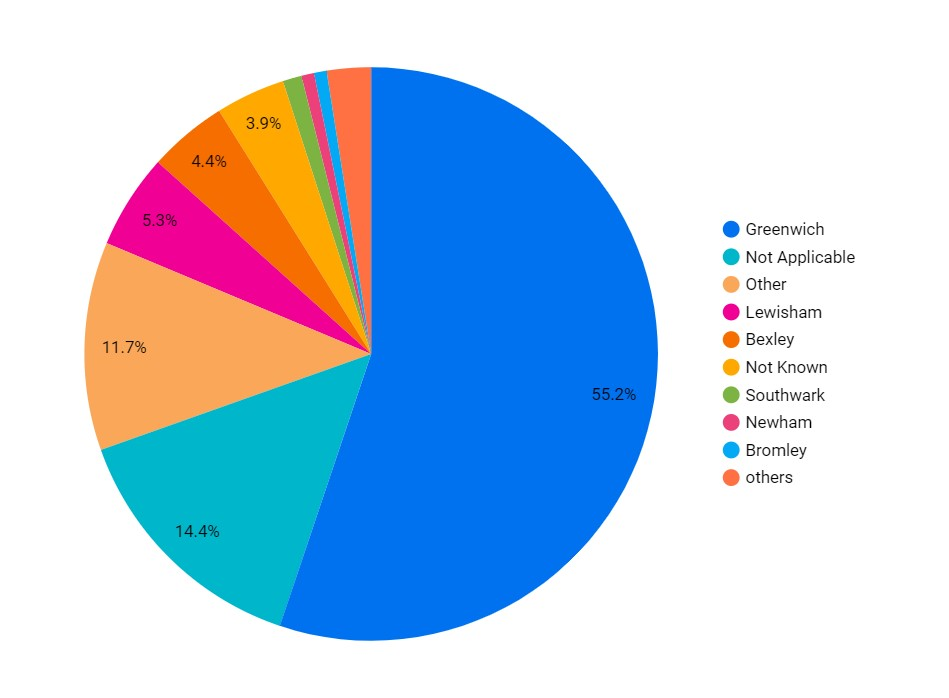 3.9%
4.4%
5.3%
11.7%
14.4%
55.2%
Greenwich
Not Applicable
Other
Lewisham
Bexley
Not Known
Southwark
Newham
Bromley
others